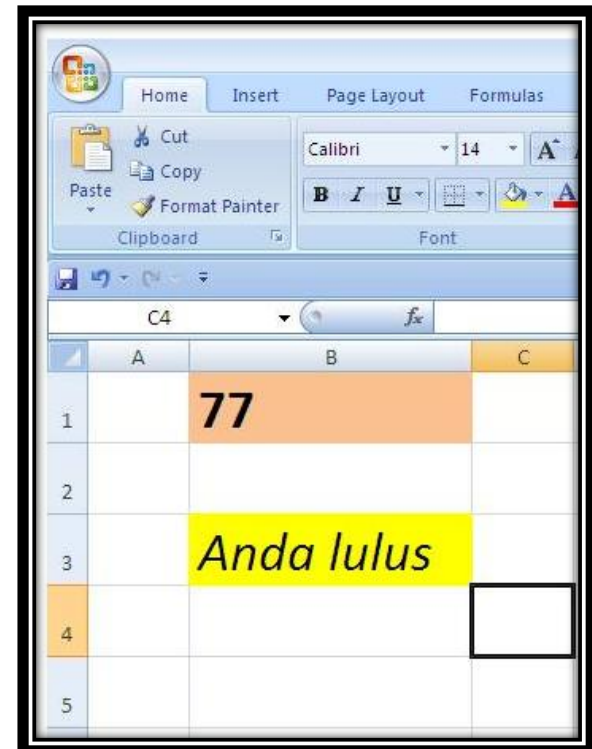 Home Insert Page Layout Formulas
Cut
Copy
Format Painter
Paste
Calibri 14 A
B I U A
Clipboard Font
C4 fx
A B C
1 77
2
3 Anda lulus
4
5